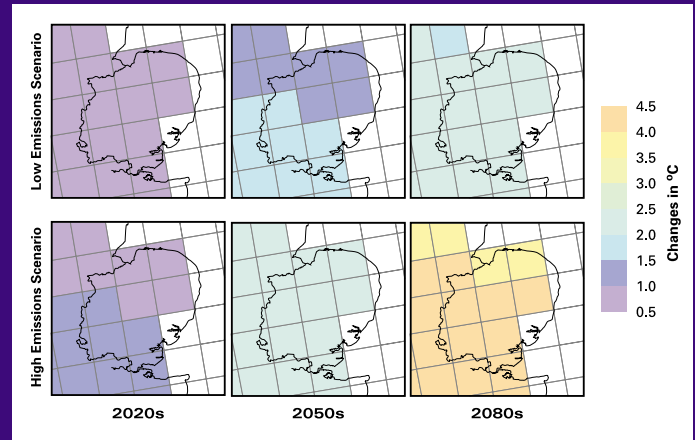 Low Emissions Scenario
High Emissions Scenario
4.5
4.0
3.5
3.0
2.5
2.0
1.5
1.0
0.5
Changes in °C
2020s
2050s
2080s